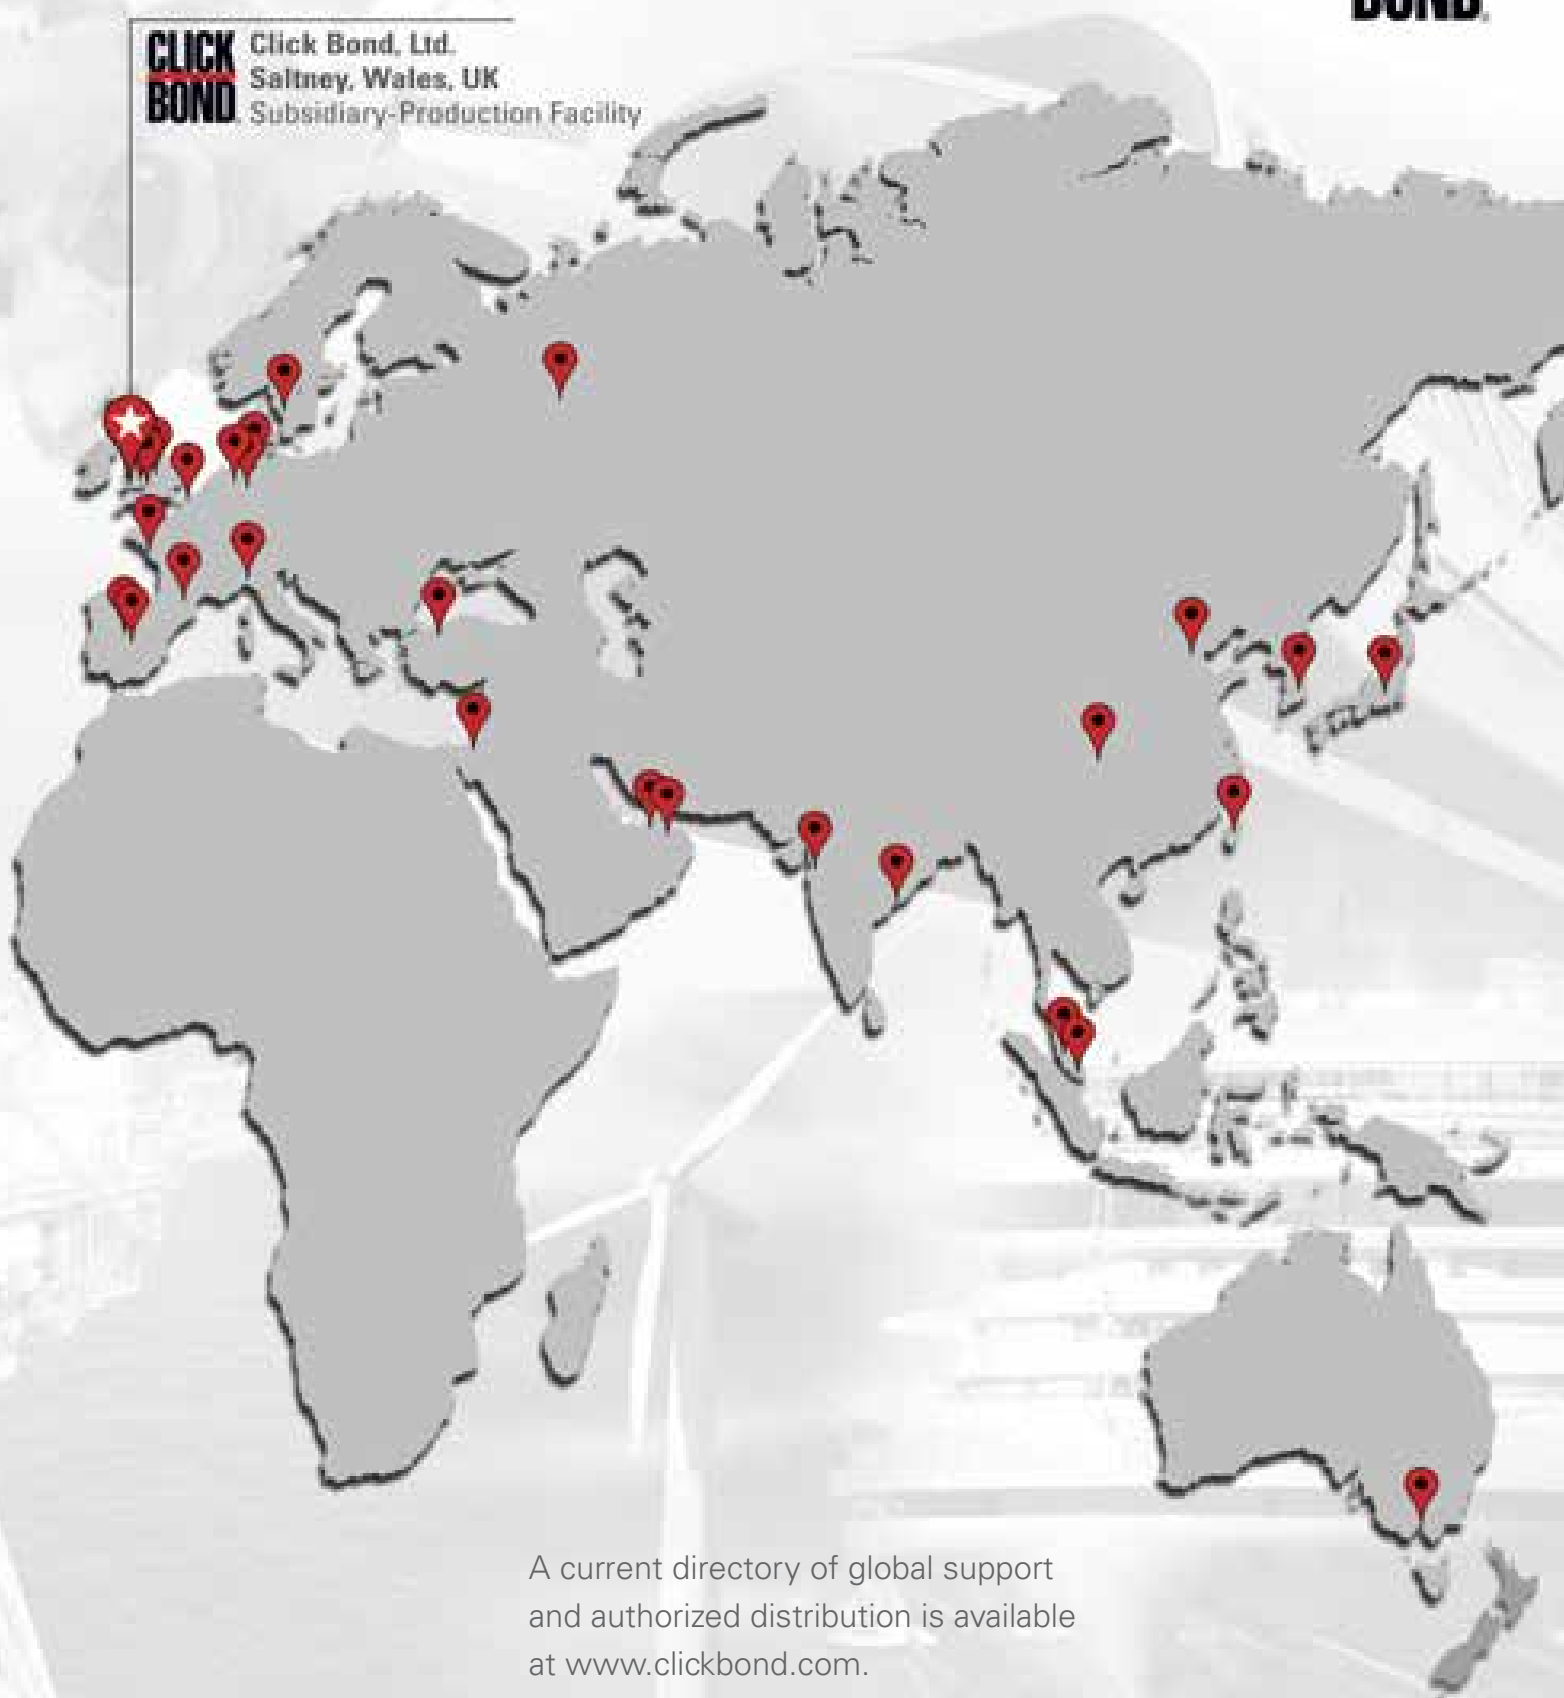 BOND.
CLICK
BOND.
Click Bond, Ltd.
Saltney, Wales, UK
Subsidiary-Production Facility
A current directory of global support
and authorized distribution is available
at www.clickbond.com.